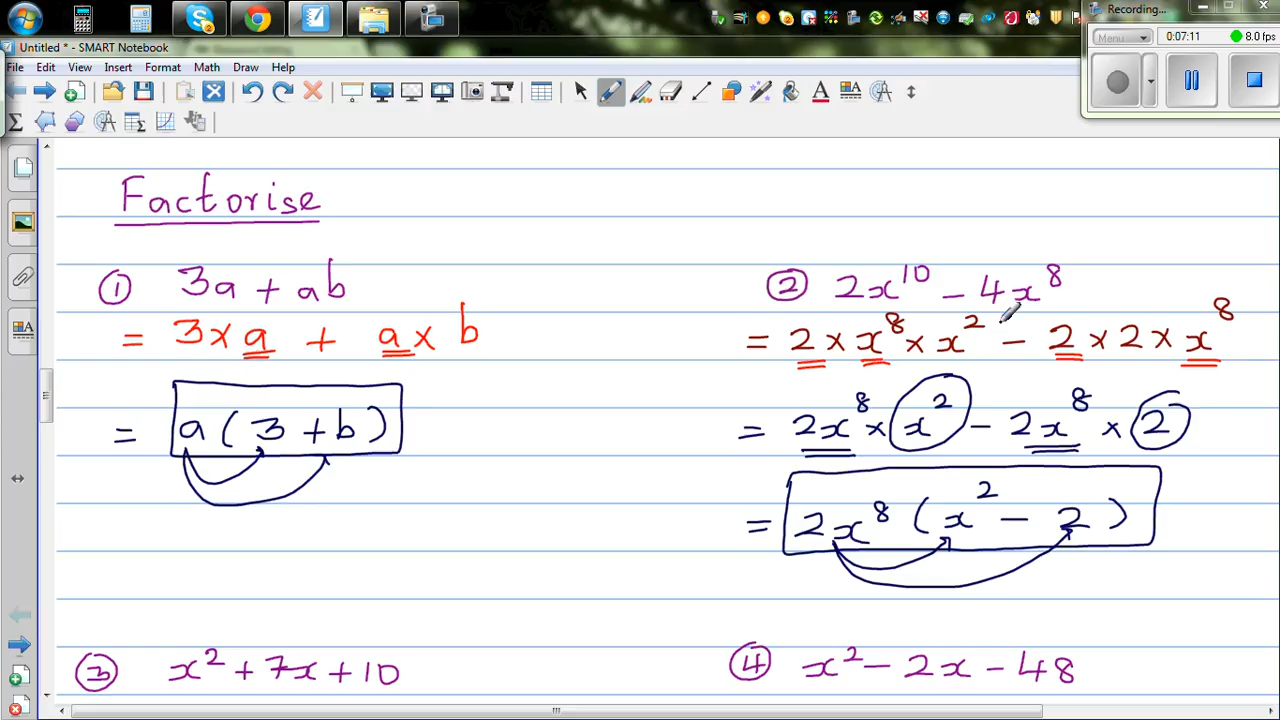 Recording...
Menu
0:07:11
8.0 fps
Untitled * - SMART Notebook
File Edit View Insert Format Math Draw Help
Factorise
① 3a + ab
= 3 × a + a × b
= a ( 3 + b )
② 2x¹⁰ - 4x⁸
= 2 × x⁸ × x² - 2 × 2 × x⁸
= 2x⁸ × x² - 2x⁸ × 2
= 2x⁸ ( x² - 2 )
③ x² + 7x + 10
④ x² - 2x - 48